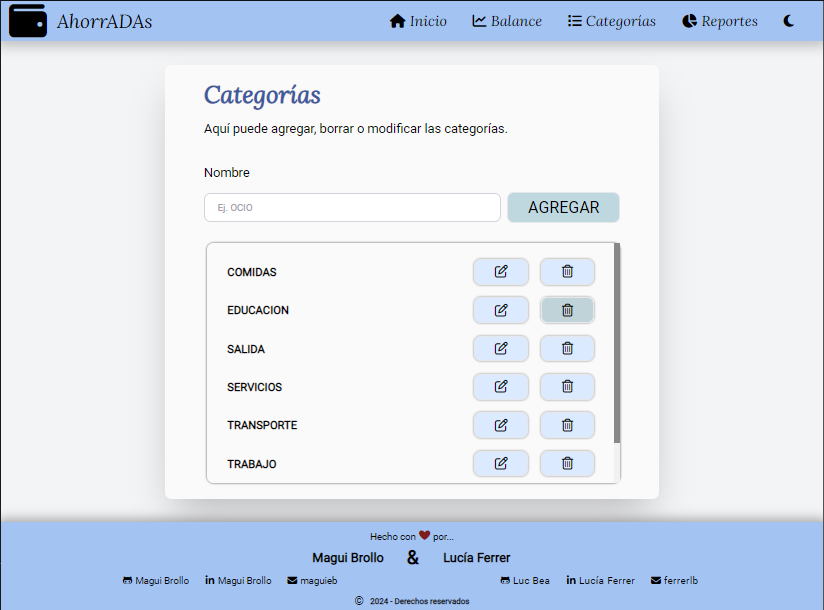 AhorrADAs Inicio Balance Categorías Reportes
Categorías
Aquí puede agregar, borrar o modificar las categorías.
Nombre
Ej. OCIO AGREGAR
COMIDAS
EDUCACION
SALIDA
SERVICIOS
TRANSPORTE
TRABAJO
Hecho con ❤ por...
Magui Brollo & Lucía Ferrer
Magui Brollo in Magui Brollo maguieb Luc Bea in Lucía Ferrer ferrerlb
© 2024 - Derechos reservados